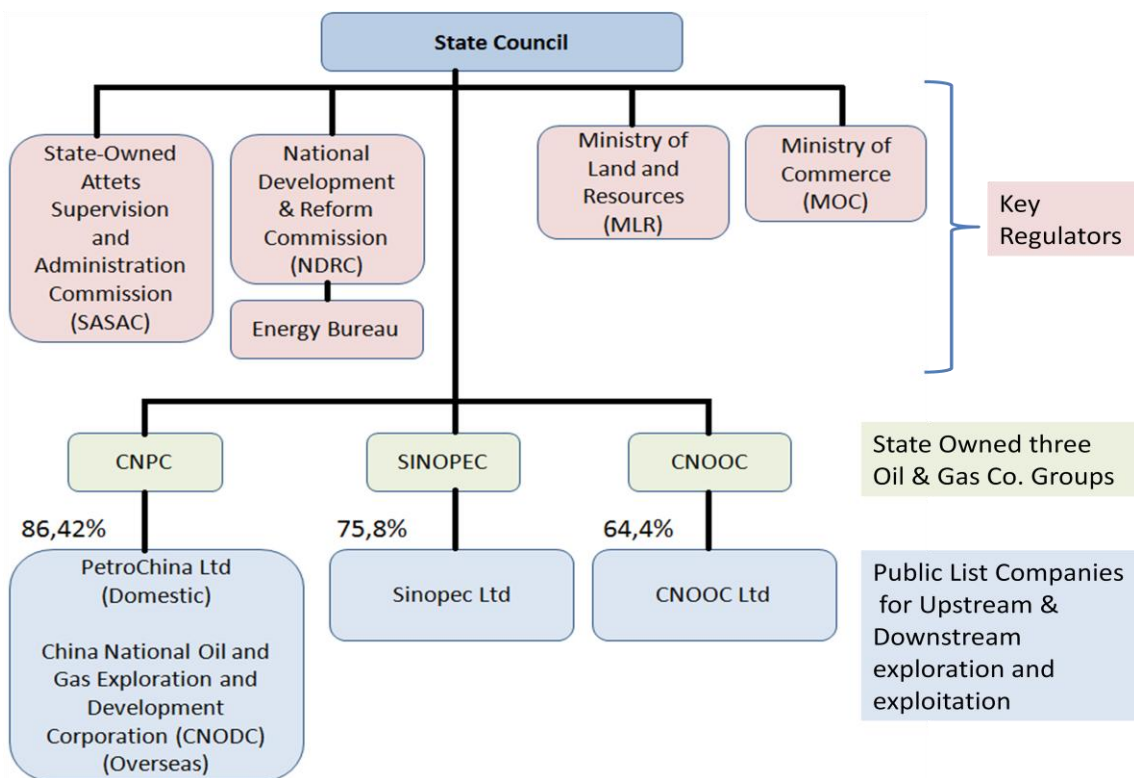 State Council
State-Owned
Attets
Supervision
and
Administration
Commission
(SASAC)
National
Development
& Reform
Commission
(NDRC)
Energy Bureau
Ministry of
Land and
Resources
(MLR)
Ministry of
Commerce
(MOC)
Key
Regulators
CNPC
SINOPEC
CNOOC
State Owned three
Oil & Gas Co. Groups
86,42%
75,8%
64,4%
PetroChina Ltd
(Domestic)
China National Oil and
Gas Exploration and
Development
Corporation (CNODC)
(Overseas)
Sinopec Ltd
CNOOC Ltd
Public List Companies
for Upstream &
Downstream
exploration and
exploitation